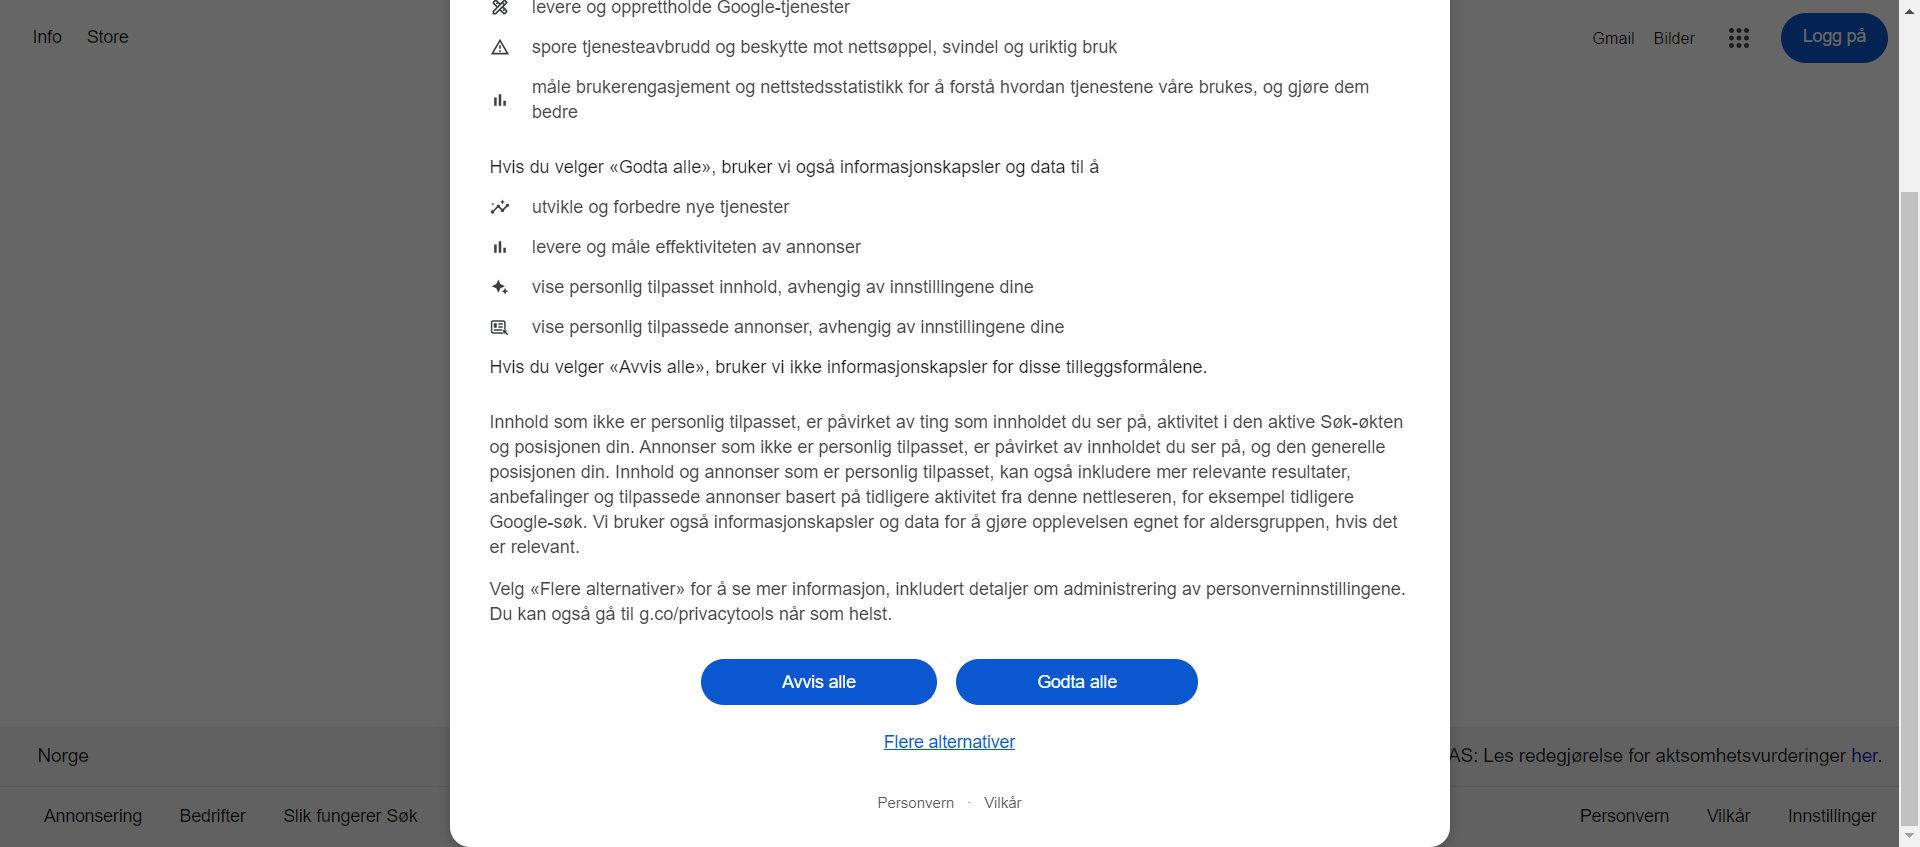 Info Store
Gmail Bilder Logg på
levere og opprettholde Google-tjenester
spore tjenesteavbrudd og beskytte mot nettsøppel, svindel og uriktig bruk
måle brukerengasjement og nettstedsstatistikk for å forstå hvordan tjenestene våre brukes, og gjøre dem
bedre
Hvis du velger «Godta alle», bruker vi også informasjonskapsler og data til å
utvikle og forbedre nye tjenester
levere og måle effektiviteten av annonser
vise personlig tilpasset innhold, avhengig av innstillingene dine
vise personlig tilpassede annonser, avhengig av innstillingene dine
Hvis du velger «Avvis alle», bruker vi ikke informasjonskapsler for disse tilleggsformålene.
Innhold som ikke er personlig tilpasset, er påvirket av ting som innholdet du ser på, aktivitet i den aktive Søk-økten
og posisjonen din. Annonser som ikke er personlig tilpasset, er påvirket av innholdet du ser på, og den generelle
posisjonen din. Innhold og annonser som er personlig tilpasset, kan også inkludere mer relevante resultater,
anbefalinger og tilpassede annonser basert på tidligere aktivitet fra denne nettleseren, for eksempel tidligere
Google-søk. Vi bruker også informasjonskapsler og data for å gjøre opplevelsen egnet for aldersgruppen, hvis det
er relevant.
Velg «Flere alternativer» for å se mer informasjon, inkludert detaljer om administrering av personverninnstillingene.
Du kan også gå til g.co/privacytools når som helst.
Avvis alle Godta alle
Flere alternativer
Personvern · Vilkår
Norge
AS: Les redegjørelse for aktsomhetsvurderinger her.
Annonsering Bedrifter Slik fungerer Søk
Personvern Vilkår Innstillinger